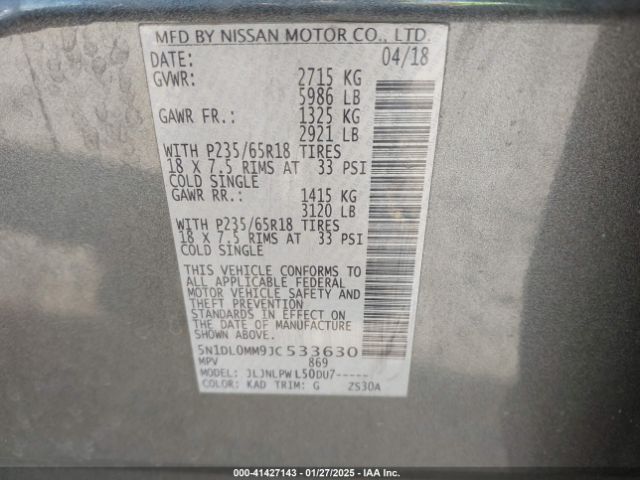 MFD BY NISSAN MOTOR CO., LTD.
DATE: 04/18
GVWR: 2715 KG
5986 LB
GAWR FR.: 1325 KG
2921 LB
WITH P235/65R18 TIRES
18 X 7.5 RIMS AT 33 PSI
COLD SINGLE
GAWR RR.: 1415 KG
3120 LB
WITH P235/65R18 TIRES
18 X 7.5 RIMS AT 33 PSI
COLD SINGLE
THIS VEHICLE CONFORMS TO
ALL APPLICABLE FEDERAL
MOTOR VEHICLE SAFETY AND
THEFT PREVENTION
STANDARDS IN EFFECT ON
THE DATE OF MANUFACTURE
SHOWN ABOVE.
5N1DL0MM9JC533630
MPV 869
MODEL: JLJNLPWL50DU7-----
COLOR: KAD TRIM: G ZS30A
000-41427143 - 01/27/2025 - IAA Inc.